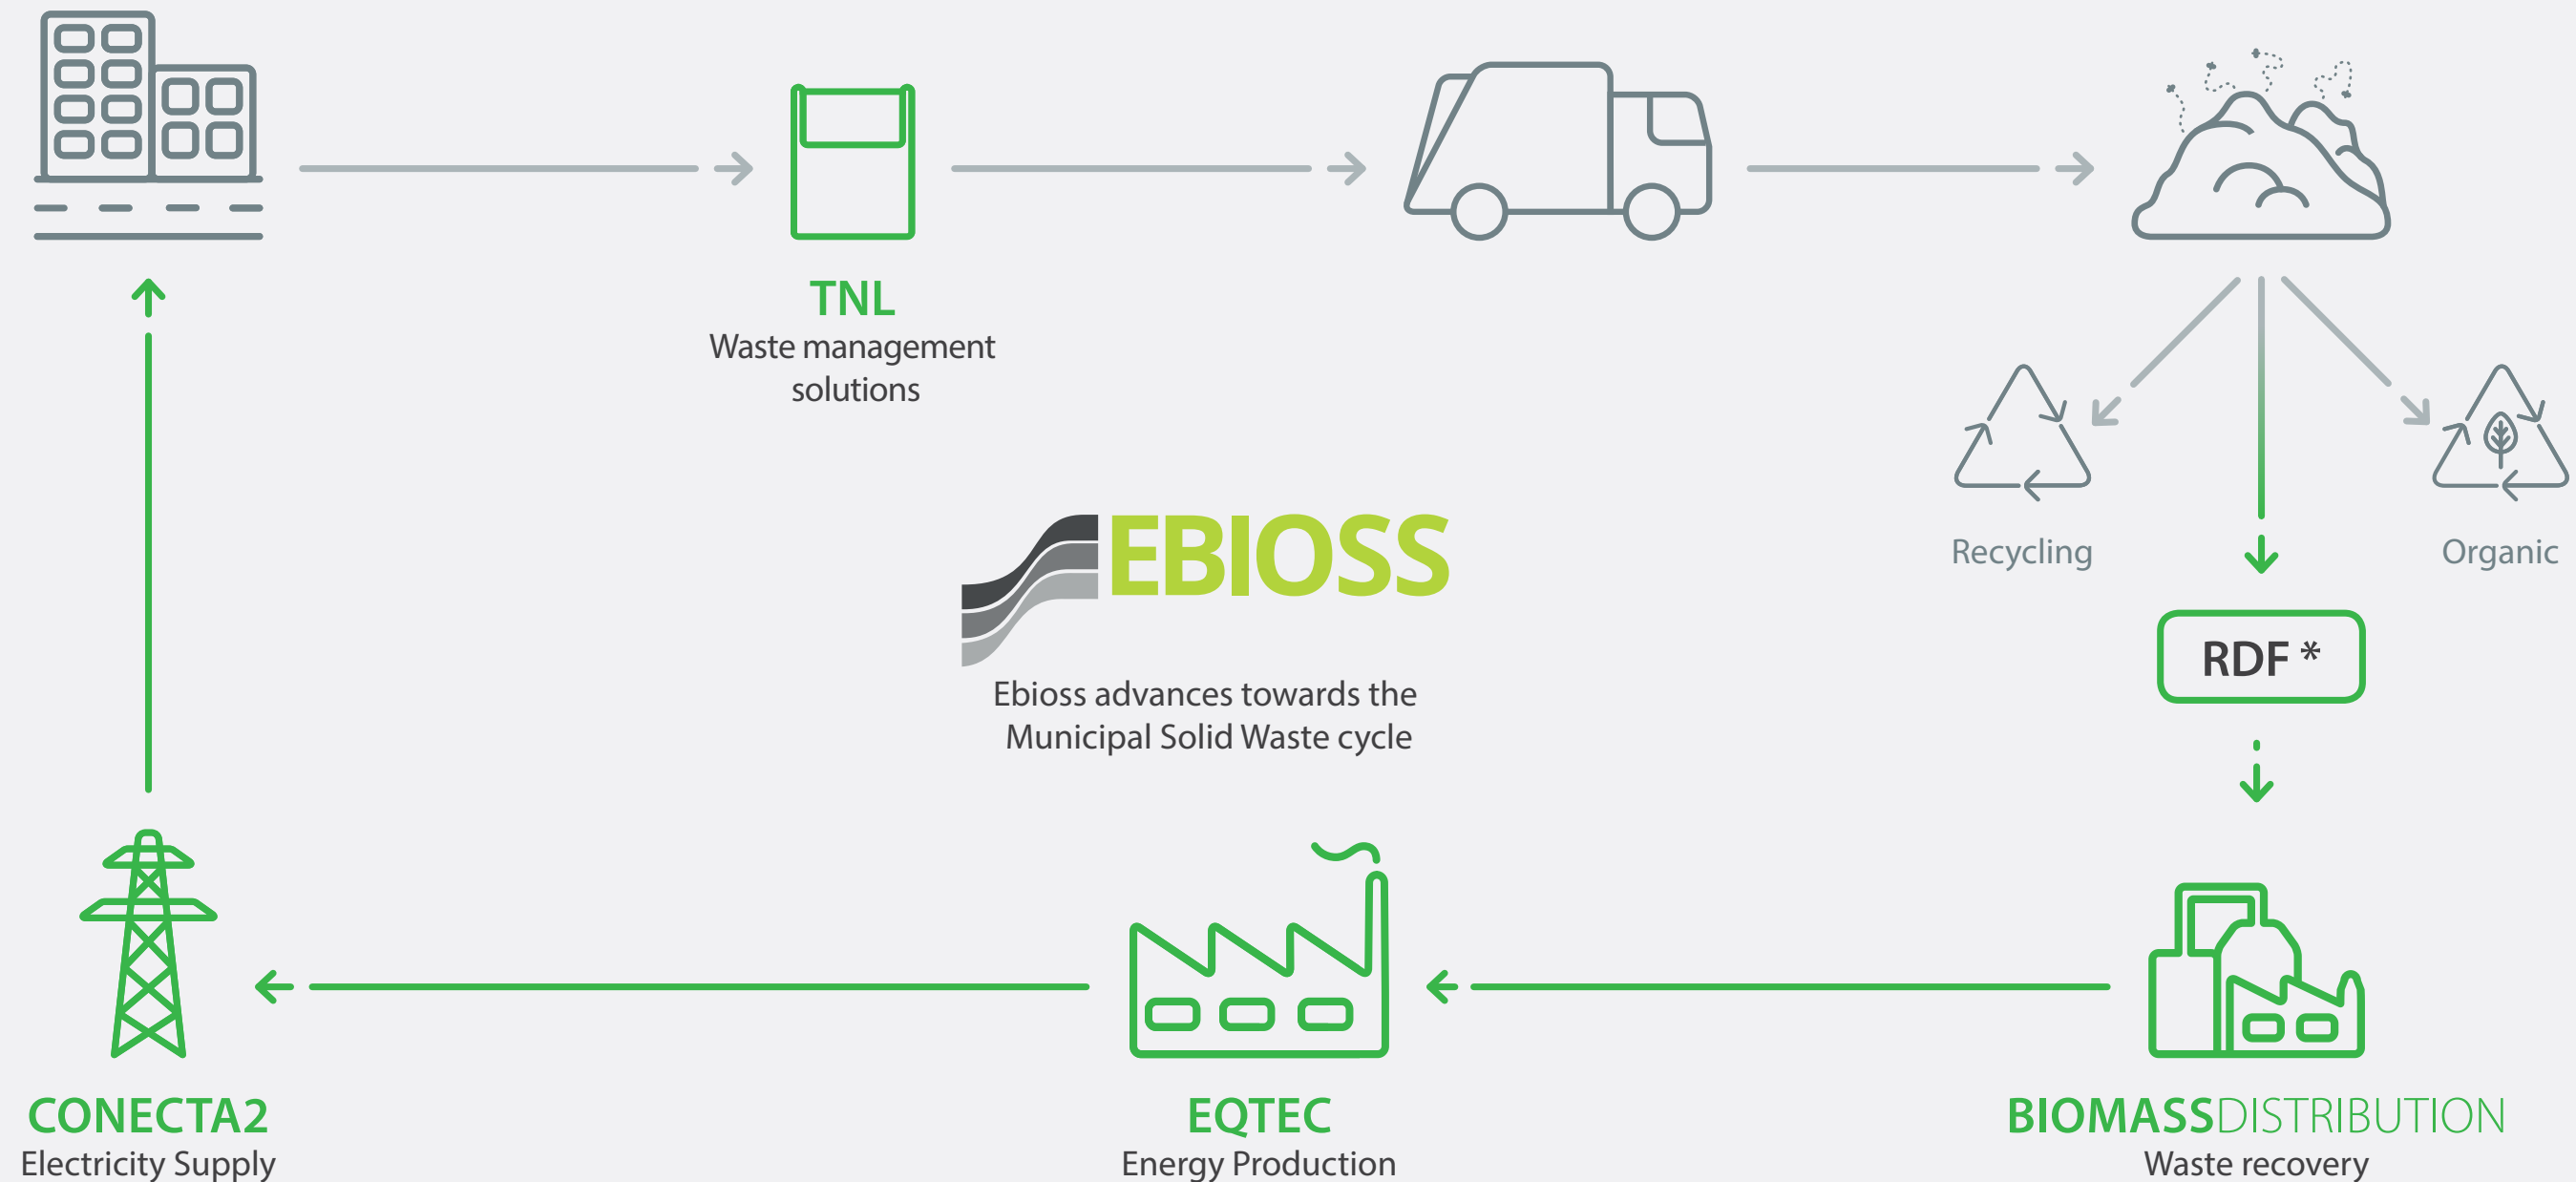 TNL
Waste management
solutions
EBIOSS
Ebioss advances towards the
Municipal Solid Waste cycle
Recycling
Organic
RDF *
CONECTA2
Electricity Supply
EQTEC
Energy Production
BIOMASSDISTRIBUTION
Waste recovery